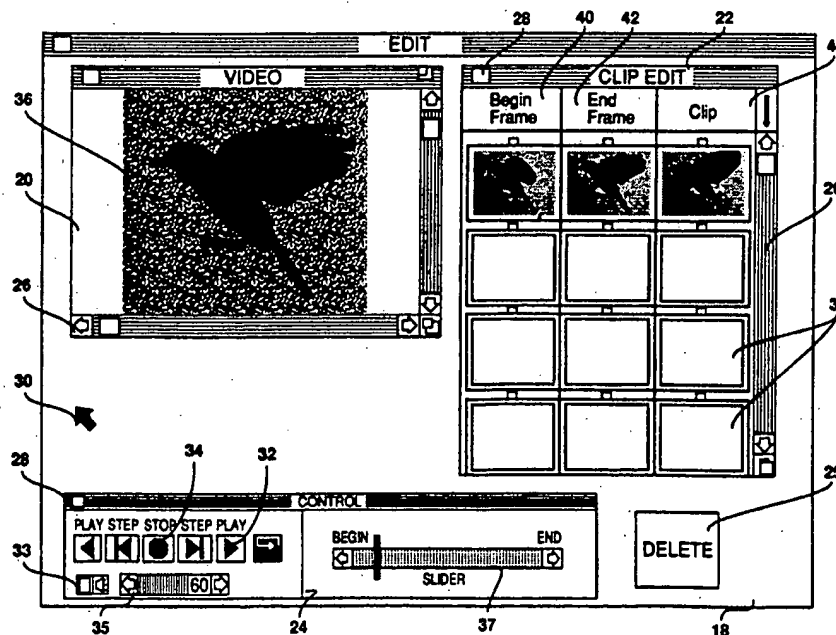 28 40 42 22 4
EDIT
VIDEO
CLIP EDIT
36
Begin
Frame
End
Frame
Clip
20
26
30
28
34
32
CONTROL
PLAY STEP STOP STEP PLAY
BEGIN END
SLIDER
33
60
DELETE
35 24 37 18